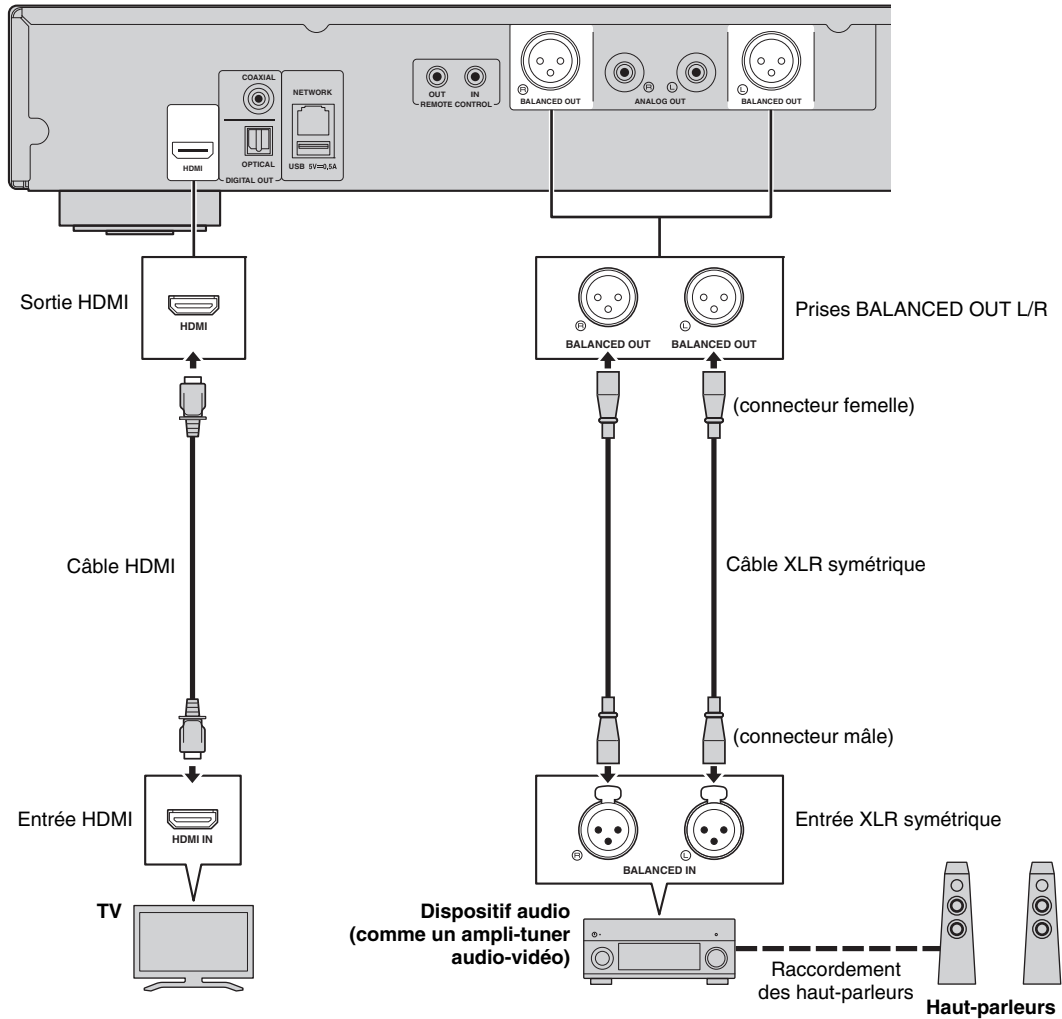 COAXIAL
NETWORK
OUT IN
REMOTE CONTROL
R
BALANCED OUT
R L
ANALOG OUT
L
BALANCED OUT
HDMI
OPTICAL
DIGITAL OUT
USB 5V⎓0,5A
Sortie HDMI
HDMI
R
BALANCED OUT
L
BALANCED OUT
Prises BALANCED OUT L/R
(connecteur femelle)
Câble HDMI
Câble XLR symétrique
(connecteur mâle)
Entrée HDMI
HDMI IN
R L
BALANCED IN
Entrée XLR symétrique
TV
Dispositif audio
(comme un ampli-tuner
audio-vidéo)
Raccordement
des haut-parleurs
Haut-parleurs